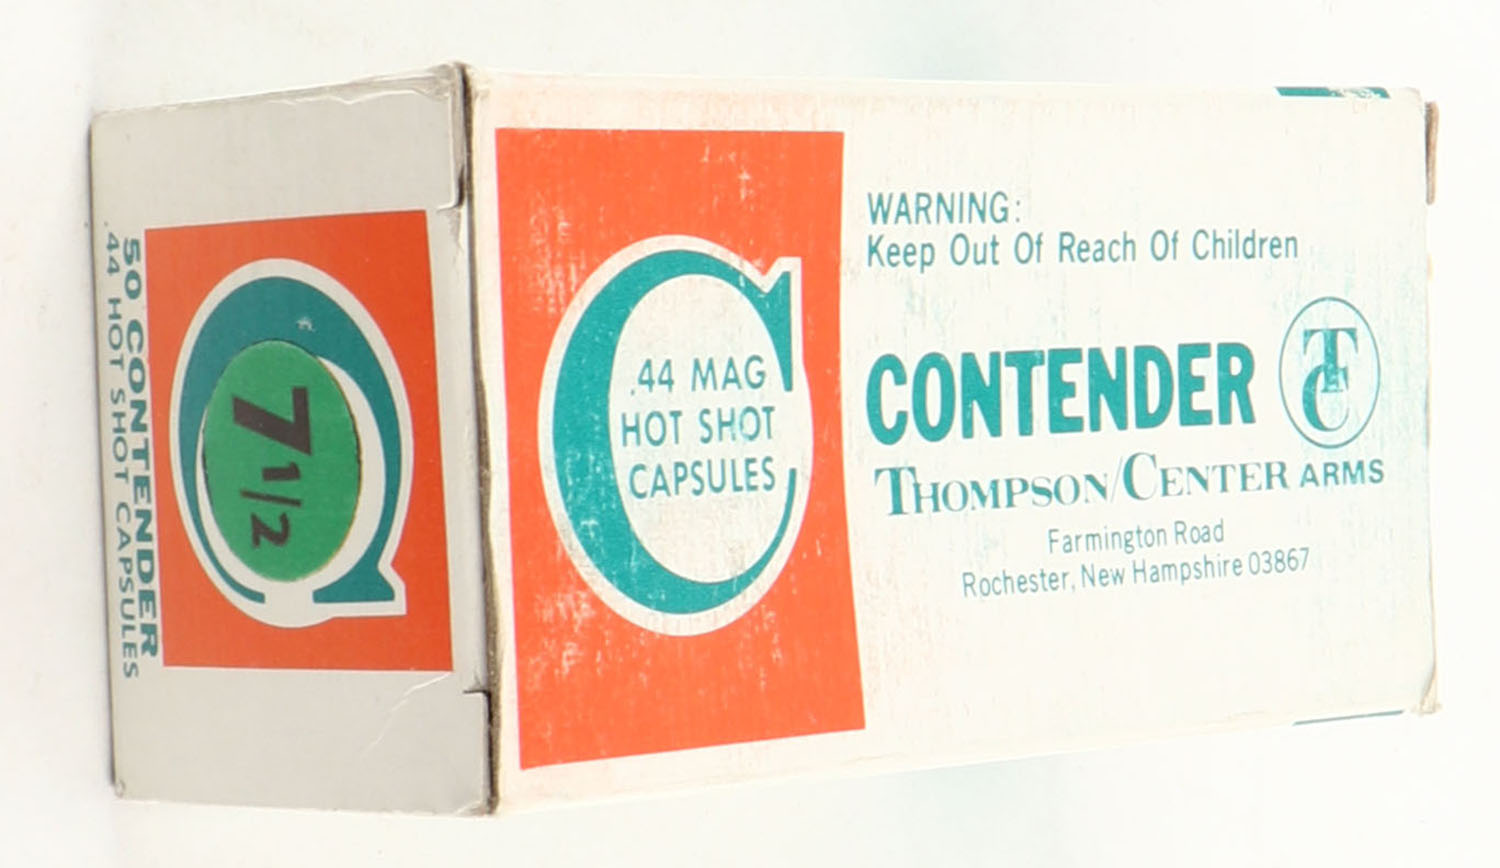 50 CONTENDER
.44 HOT SHOT CAPSULES
7 1/2
.44 MAG
HOT SHOT
CAPSULES
WARNING:
Keep Out Of Reach Of Children
CONTENDER
TC
THOMPSON/CENTER ARMS
Farmington Road
Rochester, New Hampshire 03867